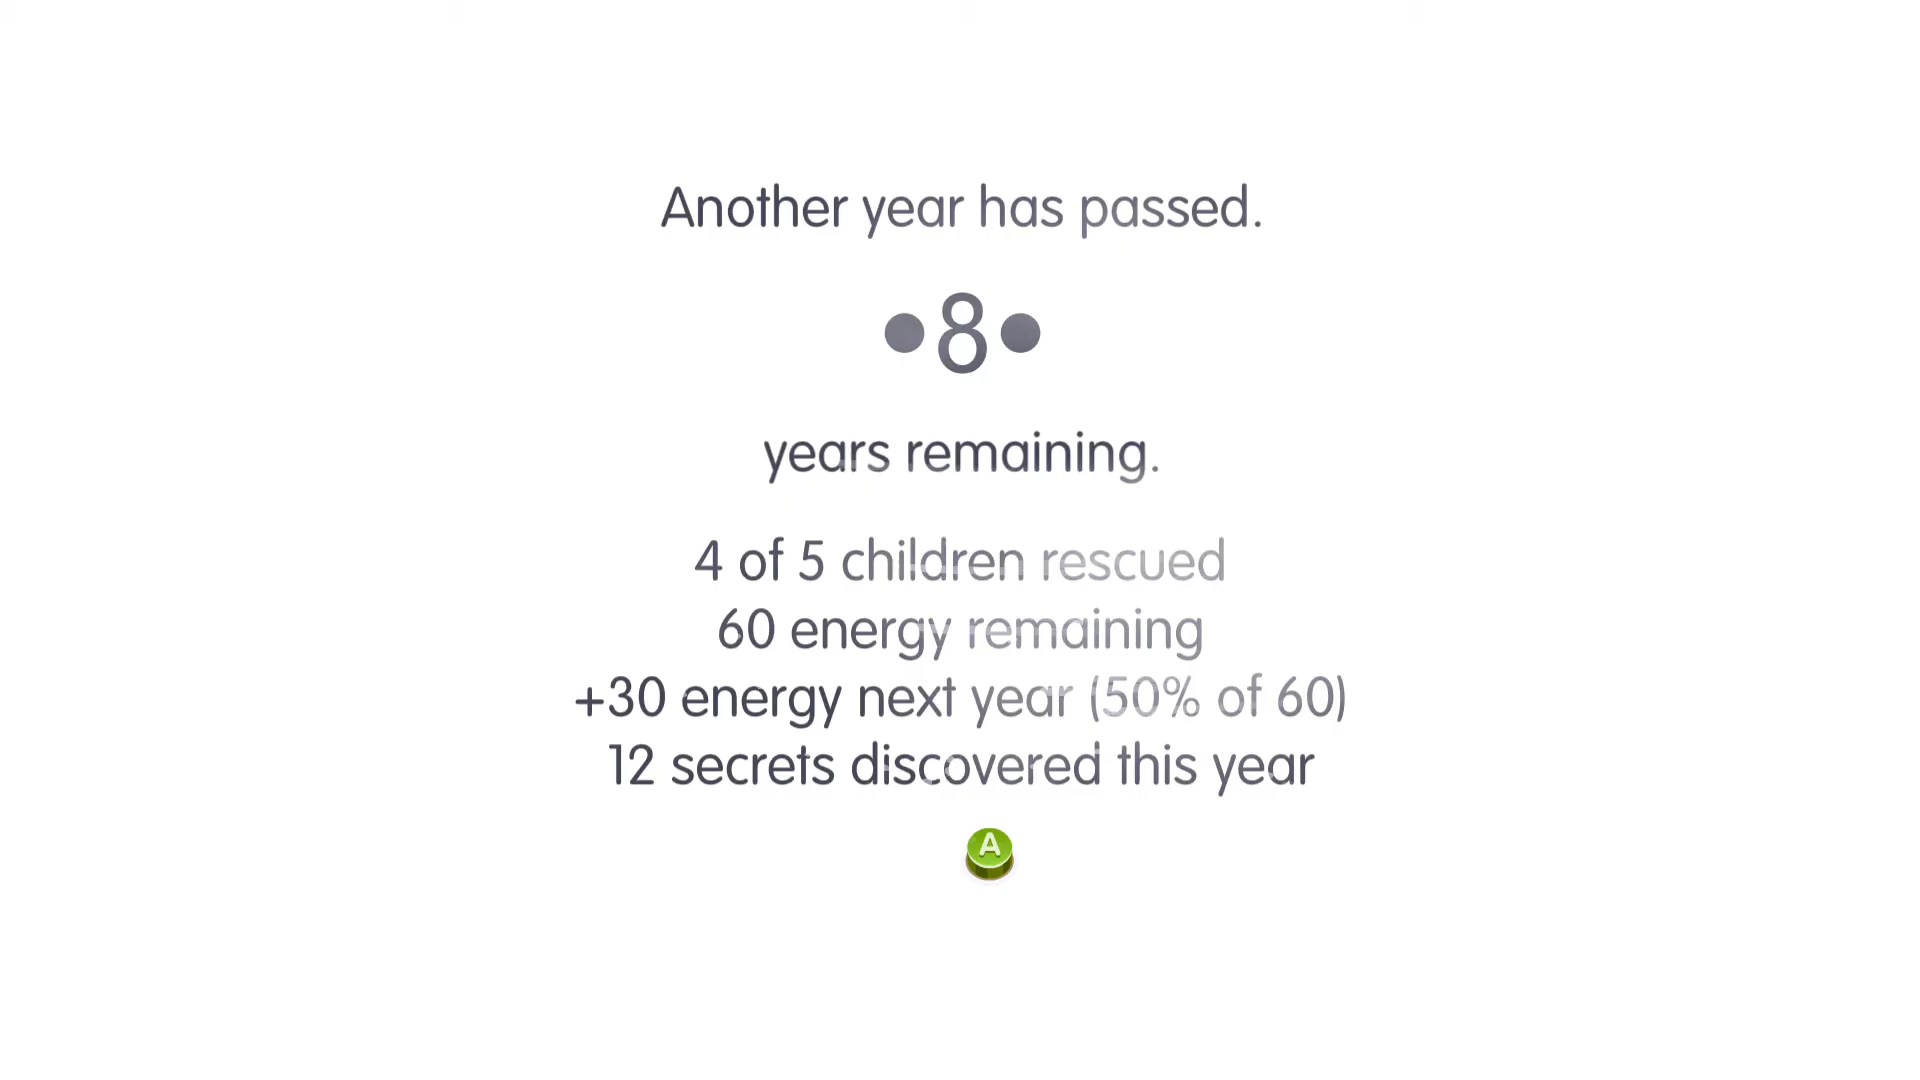 Another year has passed.
•8•
years remaining.
4 of 5 children rescued
60 energy remaining
+30 energy next year (50% of 60)
12 secrets discovered this year
A